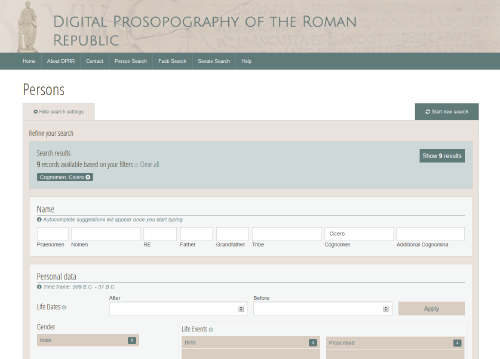 Digital Prosopography of the Roman
Republic
Home About DPRR Contact Person Search Fasti Search Senate Search Help
Persons
Hide search settings
Start new search
Refine your search
Search results
9 records available based on your filters Clear all
Show 9 results
Cognomen: Cicero
Name
Autocomplete suggestions will appear once you start typing
Cicero
Praenomen Nomen RE Father Grandfather Tribe Cognomen Additional Cognomina
Personal data
Time frame: 509 B.C. - 31 B.C.
After Before
Life Dates
Apply
Gender Life Events
Male Birth Proscribed